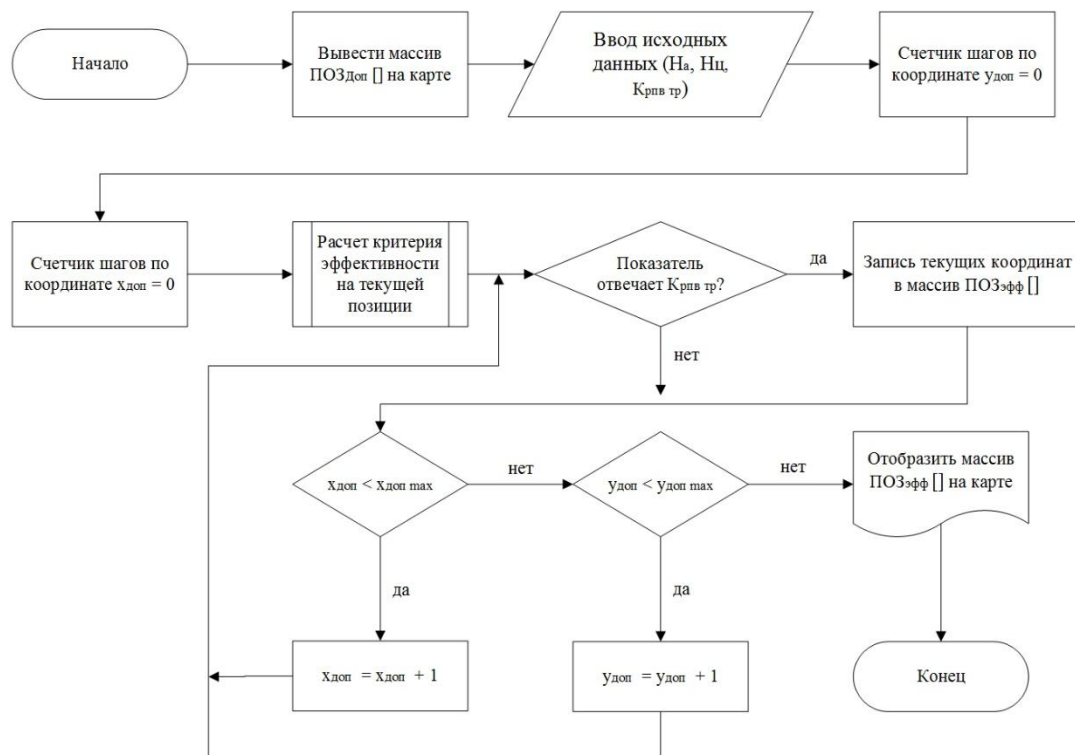 Начало
Вывести массив
ПОЗдоп [] на карте
Ввод исходных
данных (На, Нц,
Крпв тр)
Счетчик шагов по
координате yдоп = 0
Счетчик шагов по
координате xдоп = 0
Расчет критерия
эффективности
на текущей
позиции
Показатель
отвечает Крпв тр?
да
Запись текущих координат
в массив ПОЗэфф []
нет
xдоп < xдоп max
нет
yдоп < yдоп max
нет
Отобразить массив
ПОЗэфф [] на карте
да
да
xдоп = xдоп + 1
yдоп = yдоп + 1
Конец